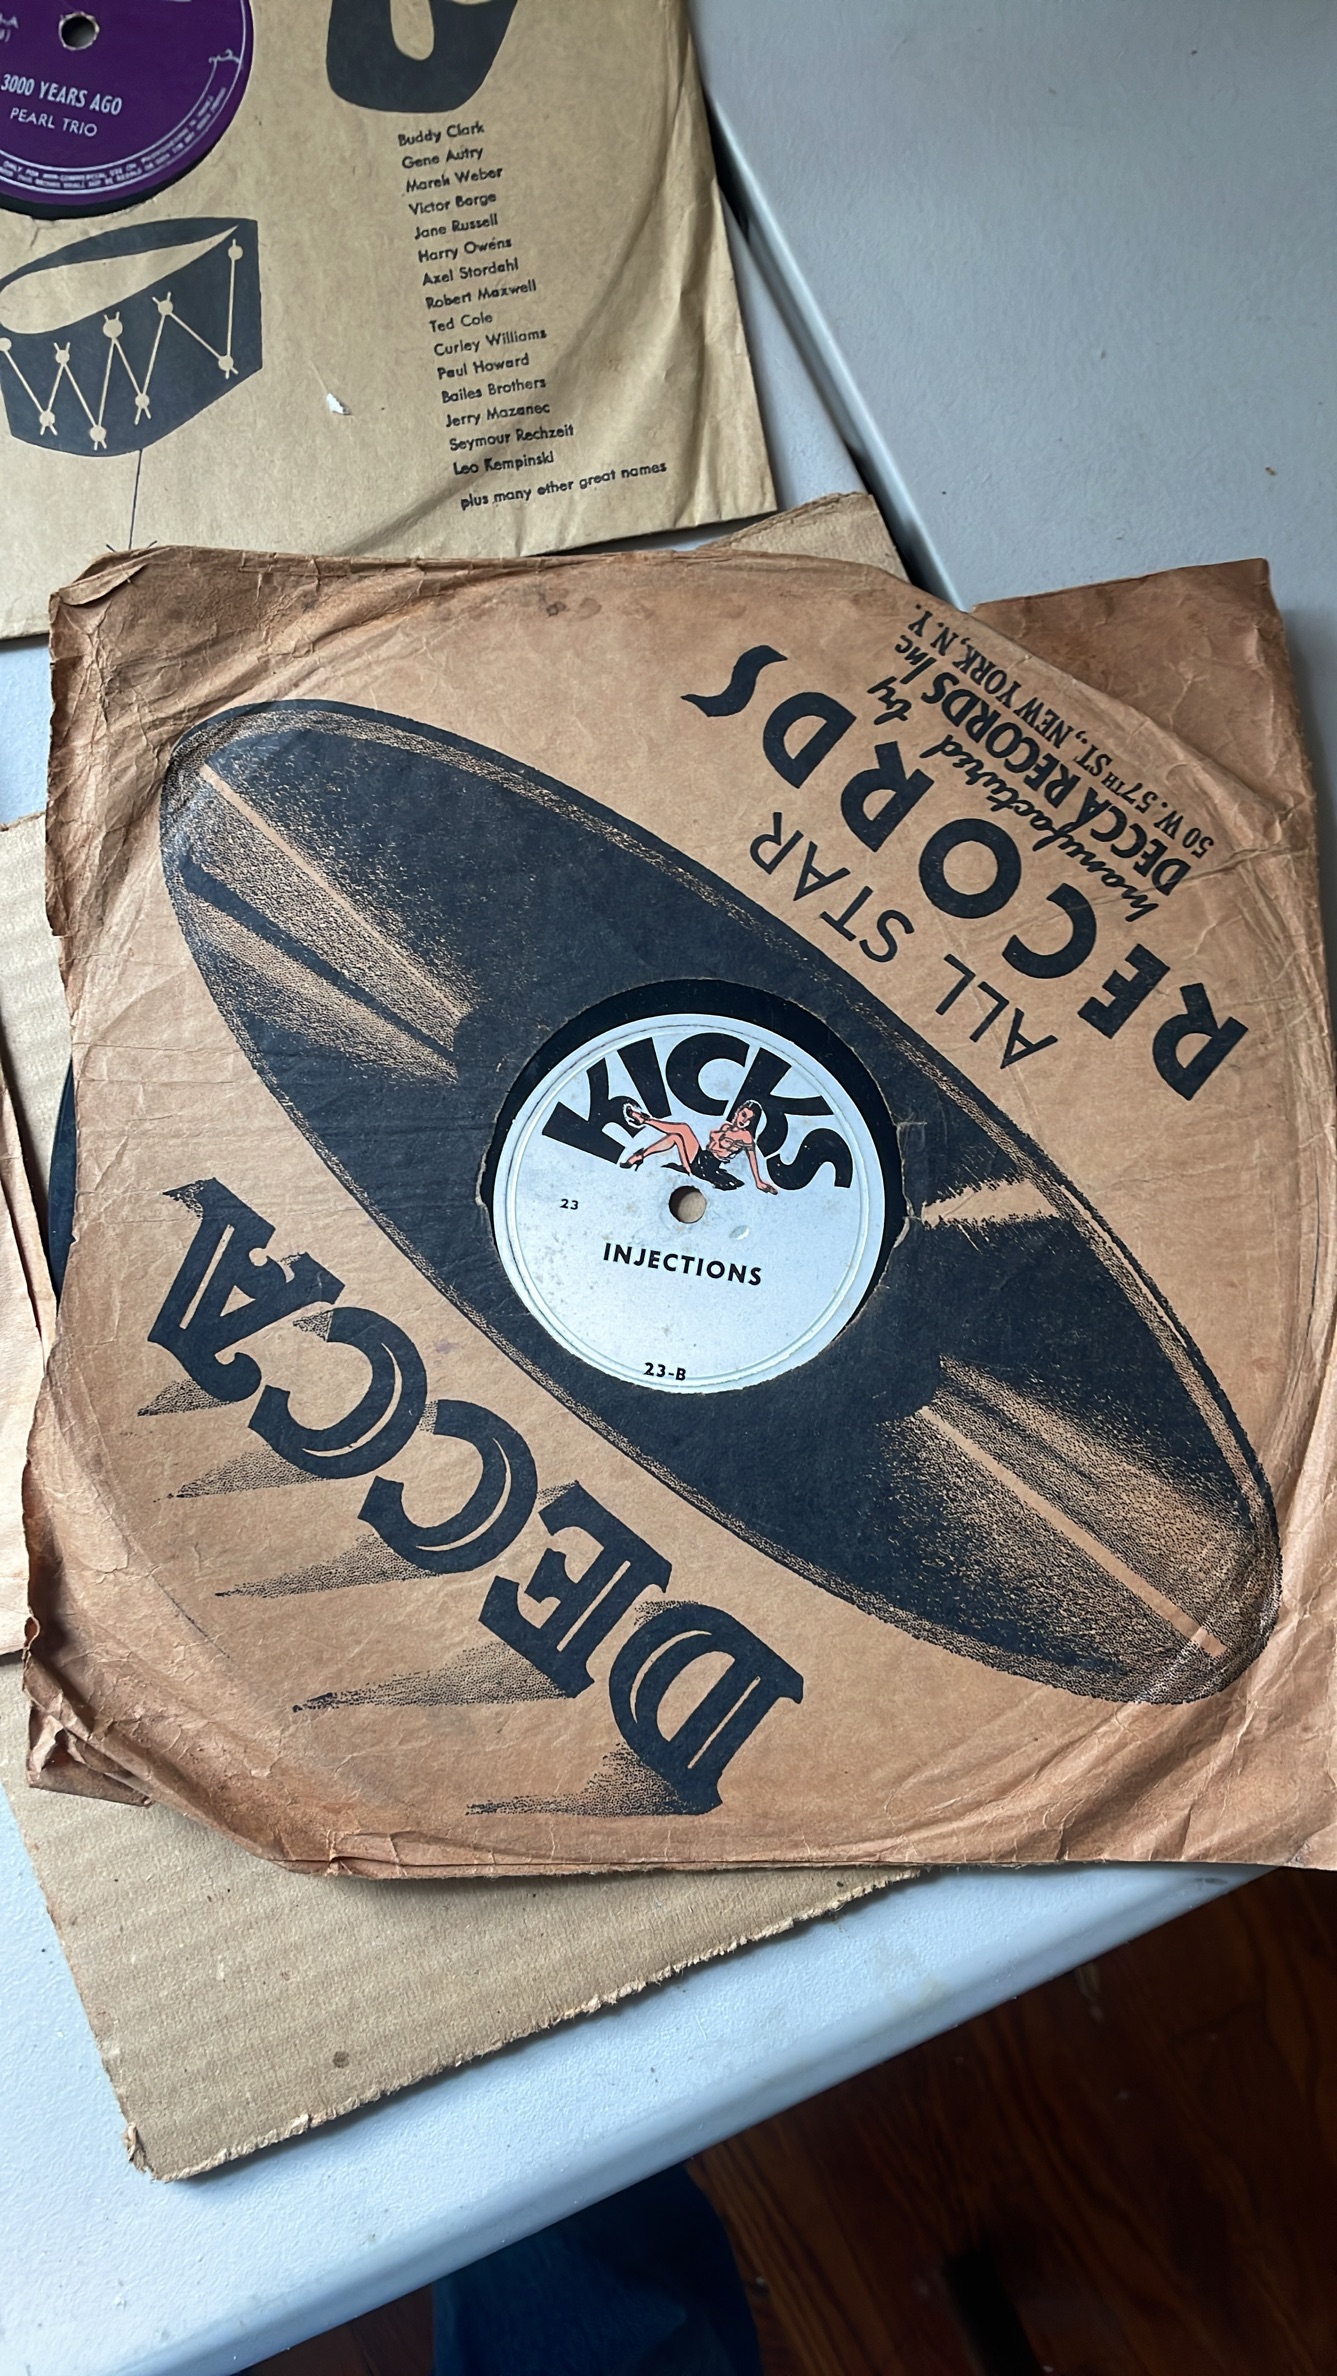 3000 YEARS AGO
PEARL TRIO
Buddy Clark
Gene Autry
Marek Weber
Victor Borge
Jane Russell
Harry Owens
Axel Stordahl
Robert Maxwell
Ted Cole
Curley Williams
Paul Howard
Bailes Brothers
Jerry Mazanec
Seymour Rechzeit
Leo Kempinski
plus many other great names
DECCA
ALL STAR
RECORDS
manufactured by
DECCA RECORDS Inc
50 W. 57TH ST., NEW YORK, N.Y.
KICKS
23
INJECTIONS
23-B